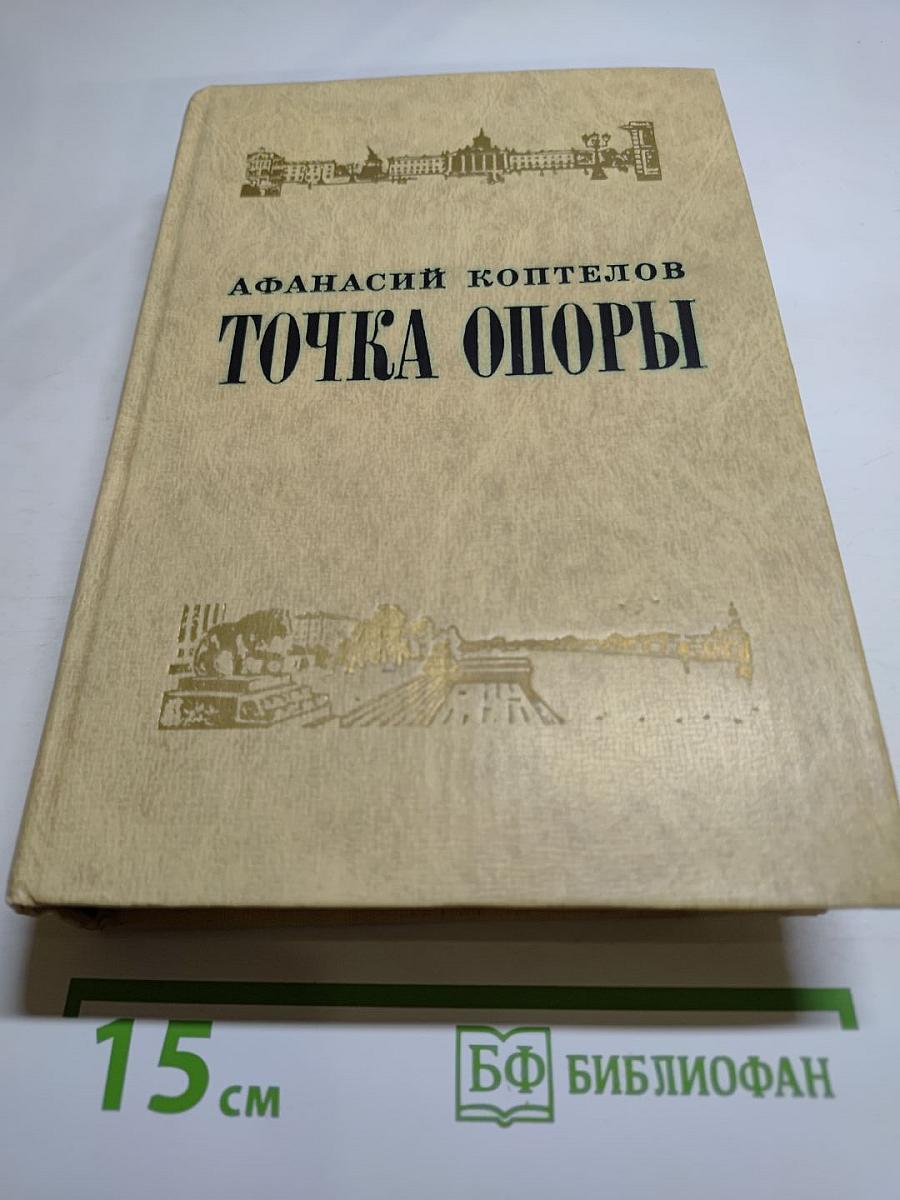 АФАНАСИЙ КОПТЕЛОВ
ТОЧКА ОПОРЫ
15 см
БФ БИБЛИОФАН